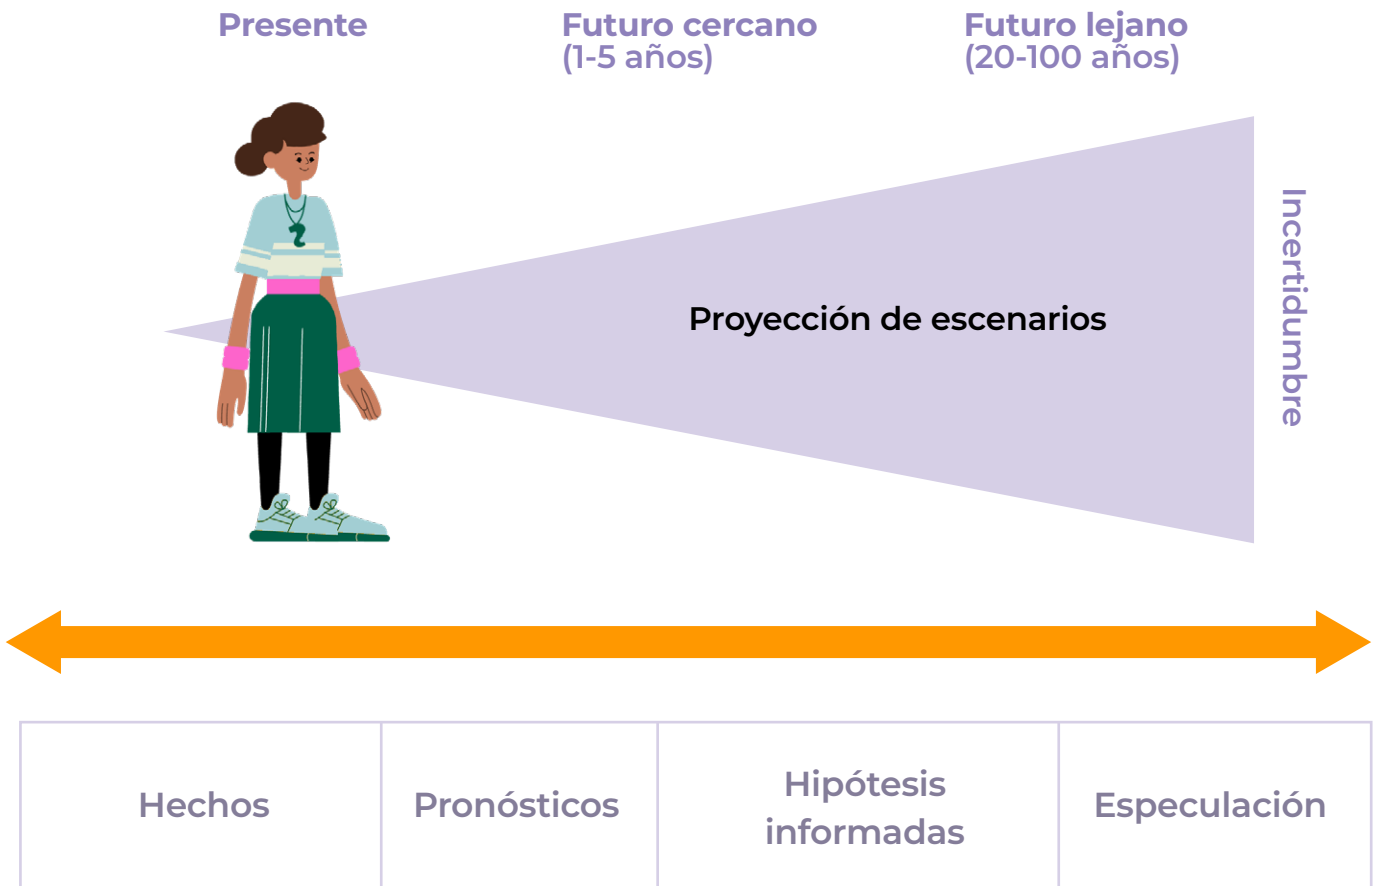 Presente
Futuro cercano
(1-5 años)
Futuro lejano
(20-100 años)
Proyección de escenarios
Incertidumbre
Hechos
Pronósticos
Hipótesis
informadas
Especulación